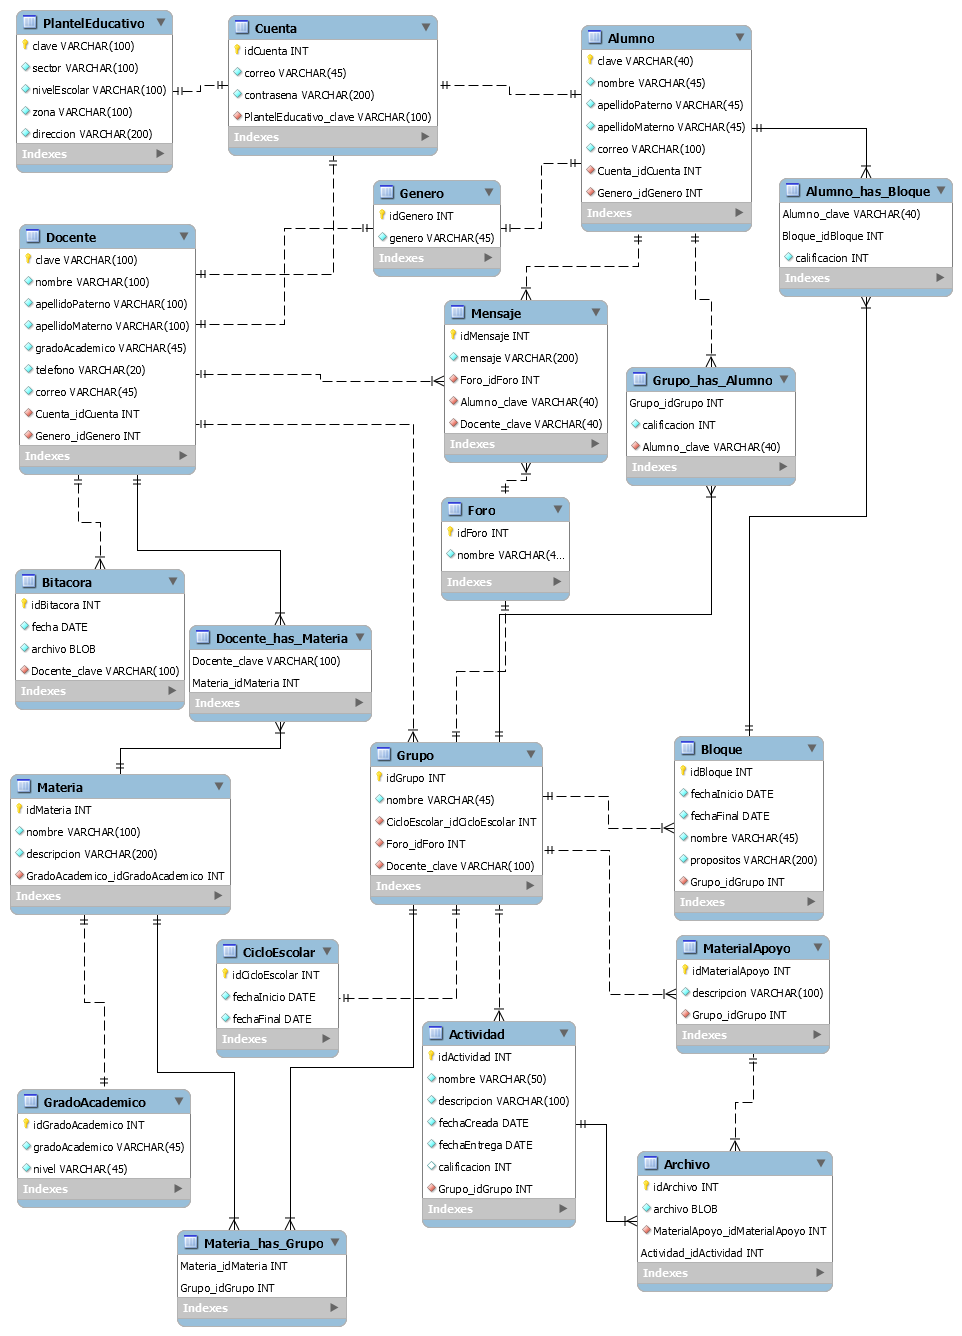 PlantelEducativo
clave VARCHAR(100)
sector VARCHAR(100)
nivelEscolar VARCHAR(100)
zona VARCHAR(100)
direccion VARCHAR(200)
Indexes
Cuenta
idCuenta INT
correo VARCHAR(45)
contrasena VARCHAR(200)
PlantelEducativo_clave VARCHAR(100)
Indexes
Alumno
clave VARCHAR(40)
nombre VARCHAR(45)
apellidoPaterno VARCHAR(45)
apellidoMaterno VARCHAR(45)
correo VARCHAR(100)
Cuenta_idCuenta INT
Genero_idGenero INT
Indexes
Alumno_has_Bloque
Alumno_clave VARCHAR(40)
Bloque_idBloque INT
calificacion INT
Indexes
Genero
idGenero INT
genero VARCHAR(45)
Indexes
Docente
clave VARCHAR(100)
nombre VARCHAR(100)
apellidoPaterno VARCHAR(100)
apellidoMaterno VARCHAR(100)
gradoAcademico VARCHAR(45)
telefono VARCHAR(20)
correo VARCHAR(45)
Cuenta_idCuenta INT
Genero_idGenero INT
Indexes
Mensaje
idMensaje INT
mensaje VARCHAR(200)
Foro_idForo INT
Alumno_clave VARCHAR(40)
Docente_clave VARCHAR(40)
Indexes
Grupo_has_Alumno
Grupo_idGrupo INT
calificacion INT
Alumno_clave VARCHAR(40)
Indexes
Foro
idForo INT
nombre VARCHAR(4...
Indexes
Bitacora
idBitacora INT
fecha DATE
archivo BLOB
Docente_clave VARCHAR(100)
Indexes
Docente_has_Materia
Docente_clave VARCHAR(100)
Materia_idMateria INT
Indexes
Grupo
idGrupo INT
nombre VARCHAR(45)
CicloEscolar_idCicloEscolar INT
Foro_idForo INT
Docente_clave VARCHAR(100)
Indexes
Bloque
idBloque INT
fechaInicio DATE
fechaFinal DATE
nombre VARCHAR(45)
propositos VARCHAR(200)
Grupo_idGrupo INT
Indexes
Materia
idMateria INT
nombre VARCHAR(100)
descripcion VARCHAR(200)
GradoAcademico_idGradoAcademico INT
Indexes
CicloEscolar
idCicloEscolar INT
fechaInicio DATE
fechaFinal DATE
Indexes
MaterialApoyo
idMaterialApoyo INT
descripcion VARCHAR(100)
Grupo_idGrupo INT
Indexes
Actividad
idActividad INT
nombre VARCHAR(50)
descripcion VARCHAR(100)
fechaCreada DATE
fechaEntrega DATE
calificacion INT
Grupo_idGrupo INT
Indexes
GradoAcademico
idGradoAcademico INT
gradoAcademico VARCHAR(45)
nivel VARCHAR(45)
Indexes
Archivo
idArchivo INT
archivo BLOB
MaterialApoyo_idMaterialApoyo INT
Actividad_idActividad INT
Indexes
Materia_has_Grupo
Materia_idMateria INT
Grupo_idGrupo INT
Indexes